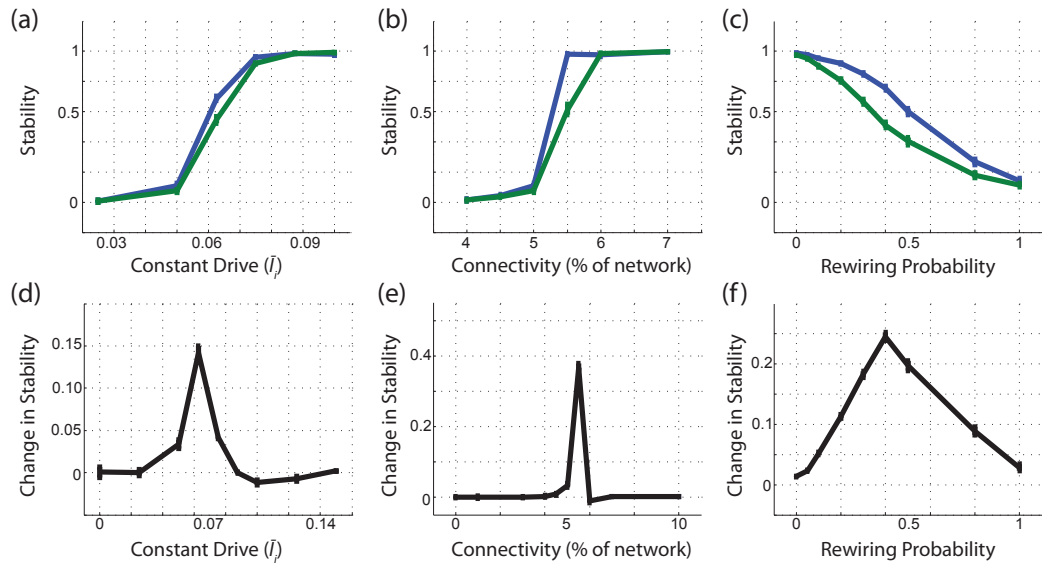 (a)
Stability
1
0.5
0
0.03
0.06
0.09
Constant Drive (Īᵢ)
(b)
Stability
1
0.5
0
4
5
6
7
Connectivity (% of network)
(c)
Stability
1
0.5
0
0
0.5
1
Rewiring Probability
(d)
Change in Stability
0.15
0.10
0.05
0
0
0.07
0.14
Constant Drive (Īᵢ)
(e)
Change in Stability
0.4
0.2
0
0
5
10
Connectivity (% of network)
(f)
Change in Stability
0.2
0.1
0
0
0.5
1
Rewiring Probability